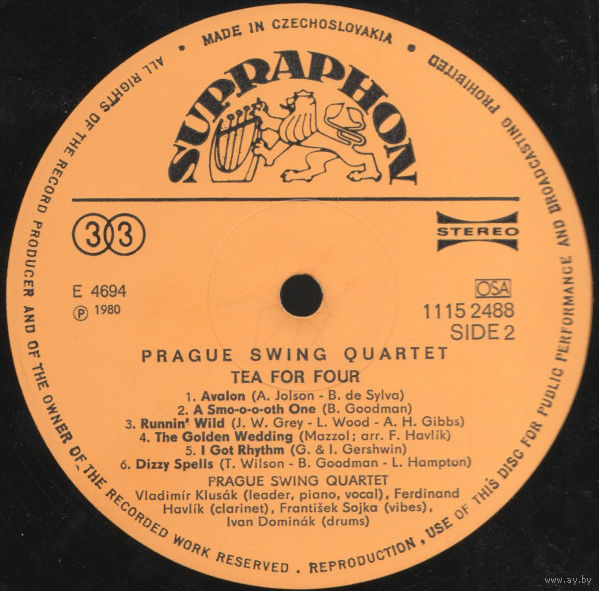 ALL RIGHTS OF THE RECORD PRODUCER AND OF THE OWNER OF THE RECORDED WORK RESERVED . REPRODUCTION, USE OF THIS DISC FOR PUBLIC PERFORMANCE AND BROADCASTING PROHIBITED
• MADE IN CZECHOSLOVAKIA •
SUPRAPHON
33
STEREO
E 4694
℗ 1980
OSA
1115 2488
SIDE 2
PRAGUE SWING QUARTET
TEA FOR FOUR
1. Avalon (A. Jolson - B. de Sylva)
2. A Smo-o-o-oth One (B. Goodman)
3. Runnin' Wild (J. W. Grey - L. Wood - A. H. Gibbs)
4. The Golden Wedding (Mazzol; arr. F. Havlík)
5. I Got Rhythm (G. & I. Gershwin)
6. Dizzy Spells (T. Wilson - B. Goodman - L. Hampton)
PRAGUE SWING QUARTET
Vladimír Klusák (leader, piano, vocal), Ferdinand
Havlík (clarinet), František Sojka (vibes),
Ivan Dominák (drums)
www.ay.by